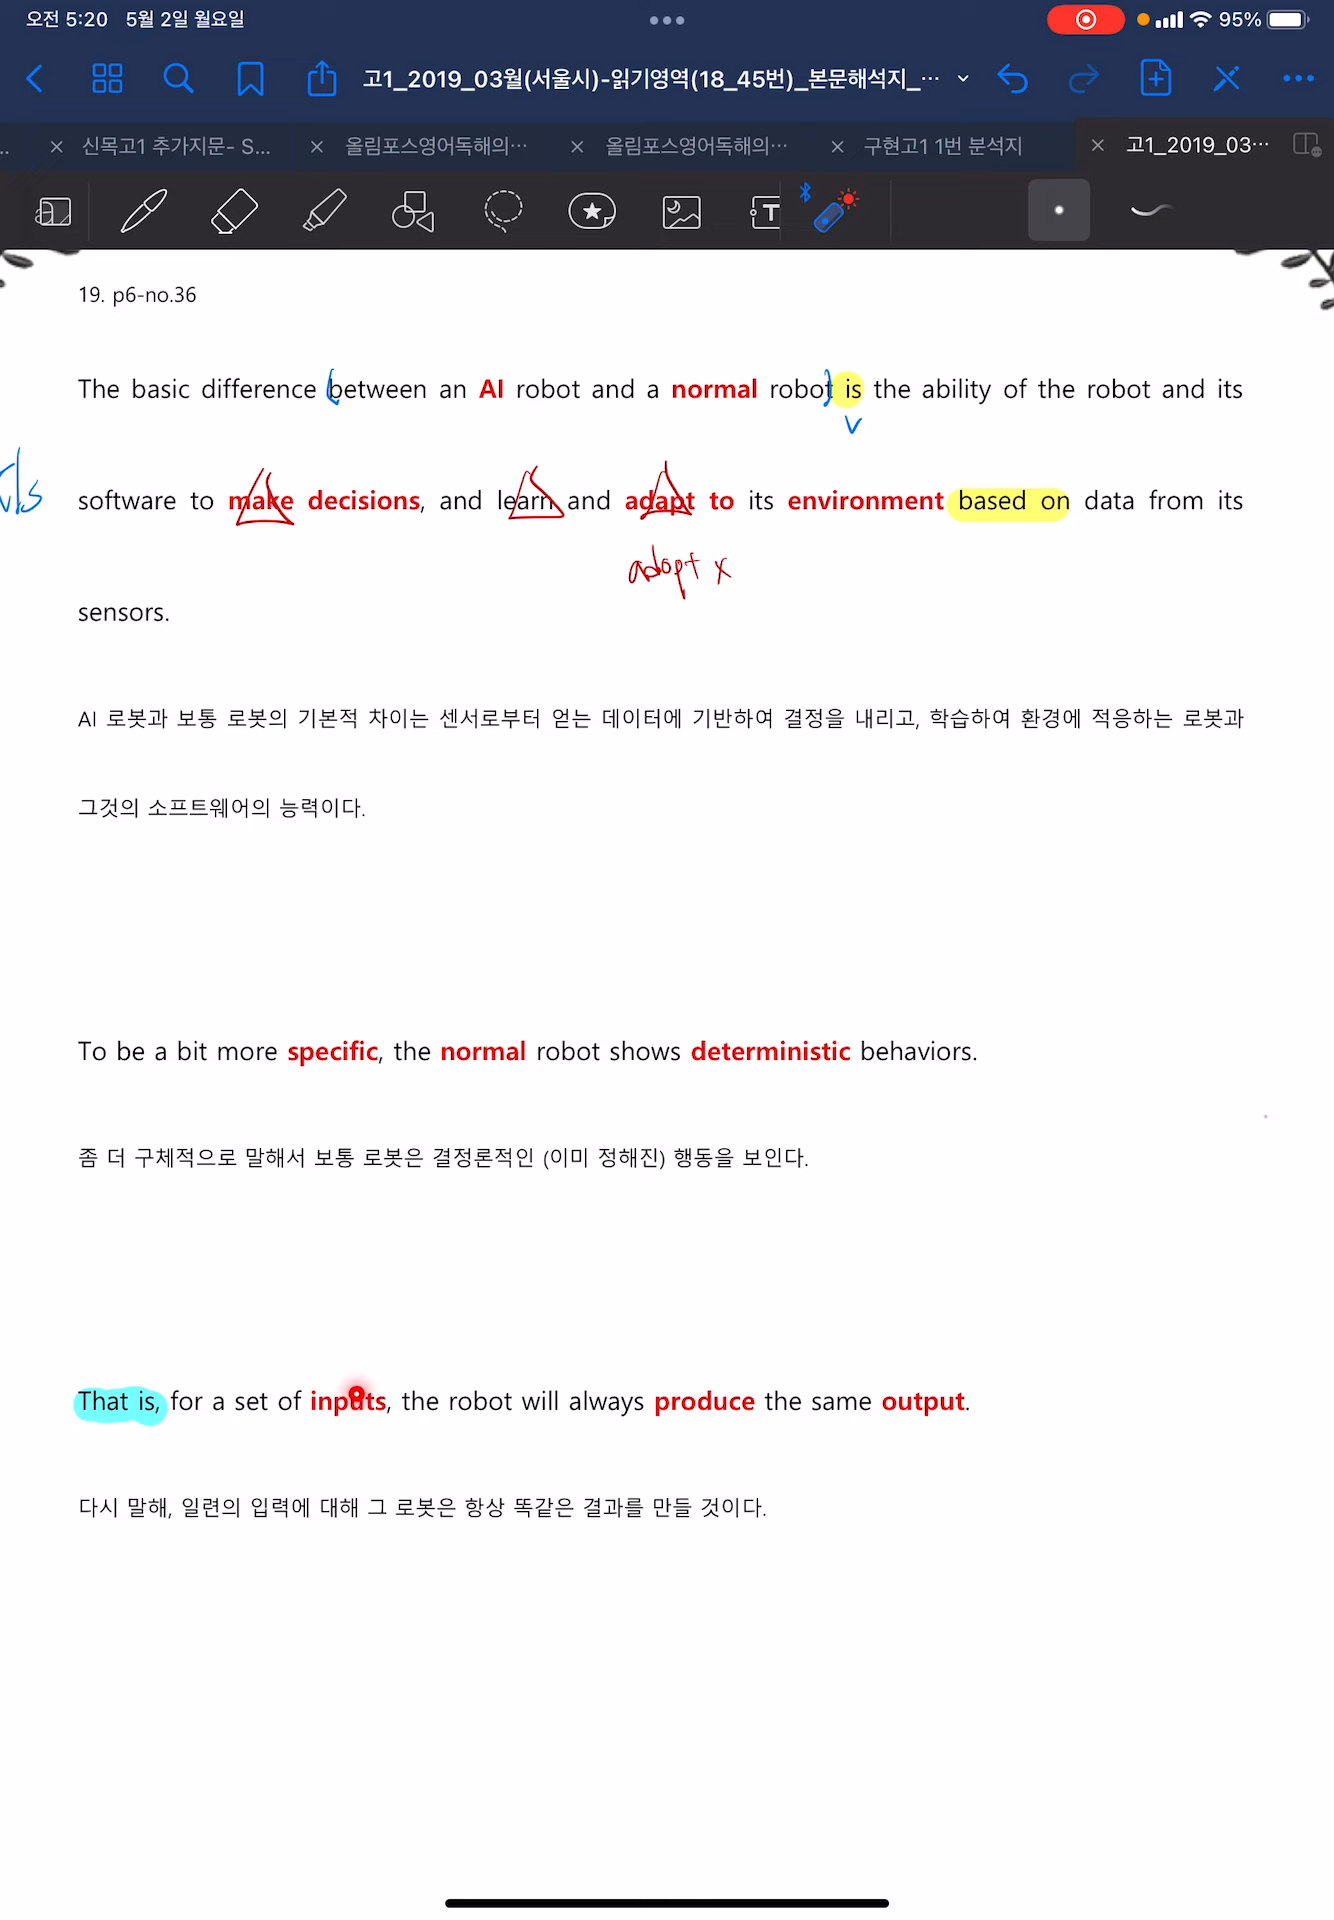 오전 5:20 5월 2일 월요일
95%
고1_2019_03월(서울시)-읽기영역(18_45번)_본문해석지_...
신목고1 추가지문- S...
올림포스영어독해의...
올림포스영어독해의...
구현고1 1번 분석지
고1_2019_03...
19. p6-no.36
The basic difference between an AI robot and a normal robot is the ability of the robot and its
V
software to make decisions, and learn and adapt to its environment based on data from its
adopt x
sensors.
AI 로봇과 보통 로봇의 기본적 차이는 센서로부터 얻는 데이터에 기반하여 결정을 내리고, 학습하여 환경에 적응하는 로봇과
그것의 소프트웨어의 능력이다.
To be a bit more specific, the normal robot shows deterministic behaviors.
좀 더 구체적으로 말해서 보통 로봇은 결정론적인 (이미 정해진) 행동을 보인다.
That is, for a set of inputs, the robot will always produce the same output.
다시 말해, 일련의 입력에 대해 그 로봇은 항상 똑같은 결과를 만들 것이다.